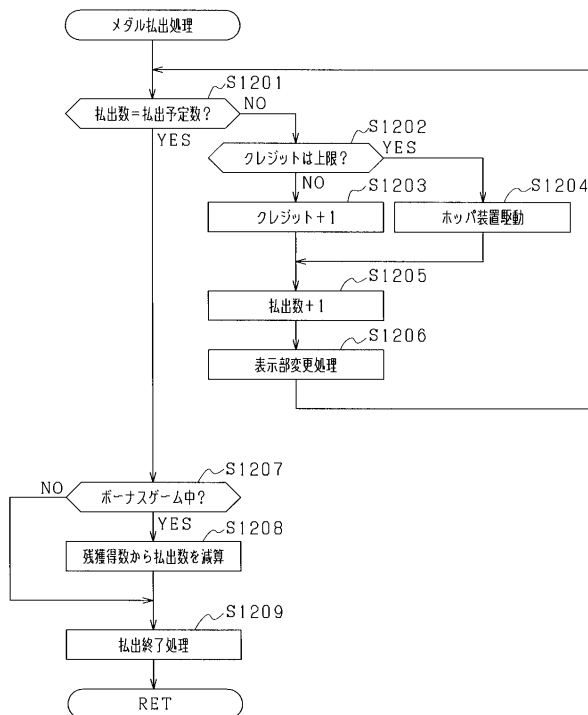 メダル払出処理
S1201
払出数=払出予定数?
NO
YES
S1202
クレジットは上限?
YES
NO
S1203
クレジット+1
S1204
ホッパ装置駆動
S1205
払出数+1
S1206
表示部変更処理
S1207
NO
ボーナスゲーム中?
YES
S1208
残獲得数から払出数を減算
S1209
払出終了処理
RET